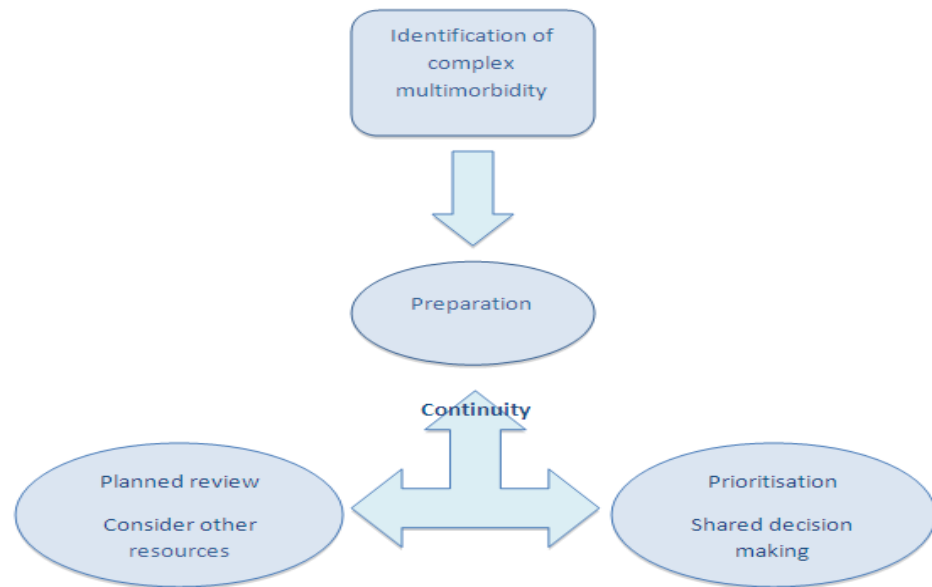 Identification of
complex
multimorbidity
Preparation
Continuity
Planned review
Consider other
resources
Prioritisation
Shared decision
making